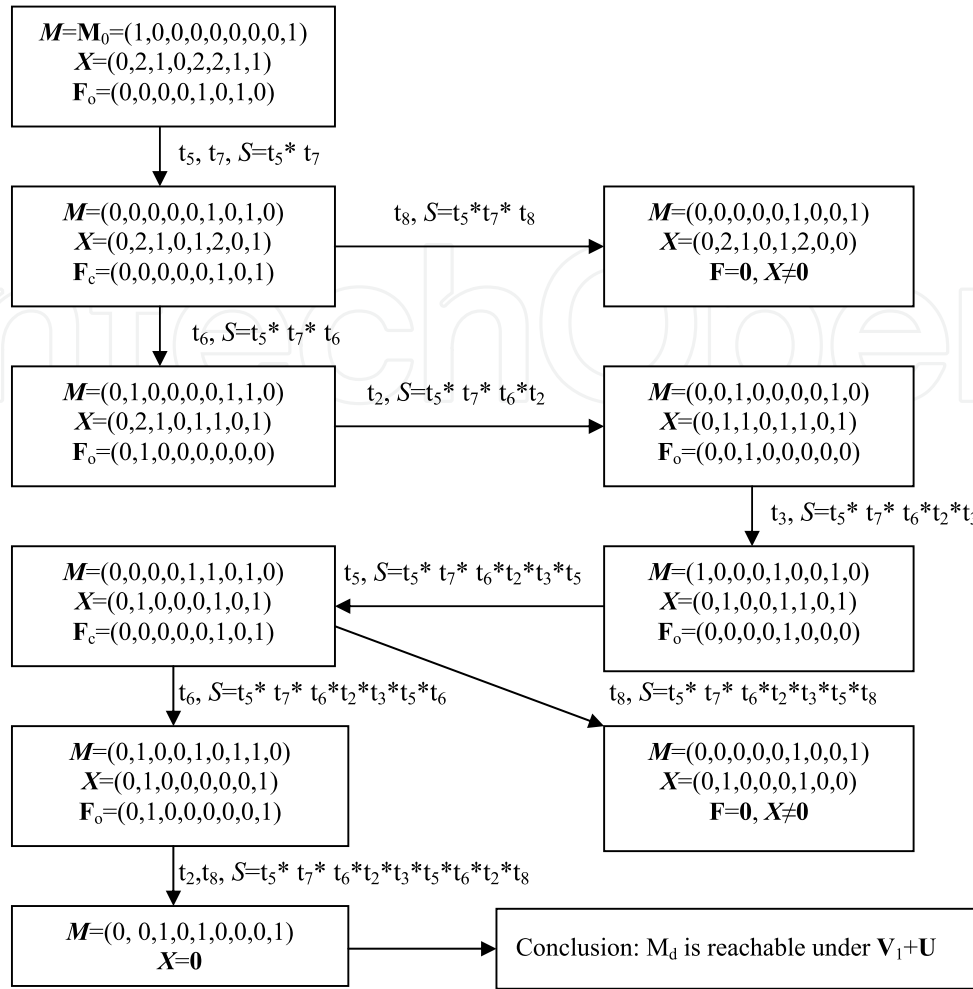 M=M₀=(1,0,0,0,0,0,0,0,1)
X=(0,2,1,0,2,2,1,1)
Fₒ=(0,0,0,0,1,0,1,0)
t₅, t₇, S=t₅* t₇
M=(0,0,0,0,0,1,0,1,0)
X=(0,2,1,0,1,2,0,1)
F꜀=(0,0,0,0,0,1,0,1)
t₈, S=t₅*t₇* t₈
M=(0,0,0,0,0,1,0,0,1)
X=(0,2,1,0,1,2,0,0)
F=0, X≠0
t₆, S=t₅* t₇* t₆
M=(0,1,0,0,0,0,1,1,0)
X=(0,2,1,0,1,1,0,1)
Fₒ=(0,1,0,0,0,0,0,0)
t₂, S=t₅* t₇* t₆*t₂
M=(0,0,1,0,0,0,0,1,0)
X=(0,1,1,0,1,1,0,1)
Fₒ=(0,0,1,0,0,0,0,0)
t₃, S=t₅* t₇* t₆*t₂*t₃
M=(0,0,0,0,1,1,0,1,0)
X=(0,1,0,0,0,1,0,1)
F꜀=(0,0,0,0,0,1,0,1)
t₅, S=t₅* t₇* t₆*t₂*t₃*t₅
M=(1,0,0,0,1,0,0,1,0)
X=(0,1,0,0,1,1,0,1)
Fₒ=(0,0,0,0,1,0,0,0)
t₆, S=t₅* t₇* t₆*t₂*t₃*t₅*t₆
t₈, S=t₅* t₇* t₆*t₂*t₃*t₅*t₈
M=(0,1,0,0,1,0,1,1,0)
X=(0,1,0,0,0,0,0,1)
Fₒ=(0,1,0,0,0,0,0,1)
M=(0,0,0,0,0,1,0,0,1)
X=(0,1,0,0,0,1,0,0)
F=0, X≠0
t₂,t₈, S=t₅* t₇* t₆*t₂*t₃*t₅*t₆*t₂*t₈
M=(0, 0,1,0,1,0,0,0,1)
X=0
Conclusion: M_d is reachable under V₁+U
InTechOpen